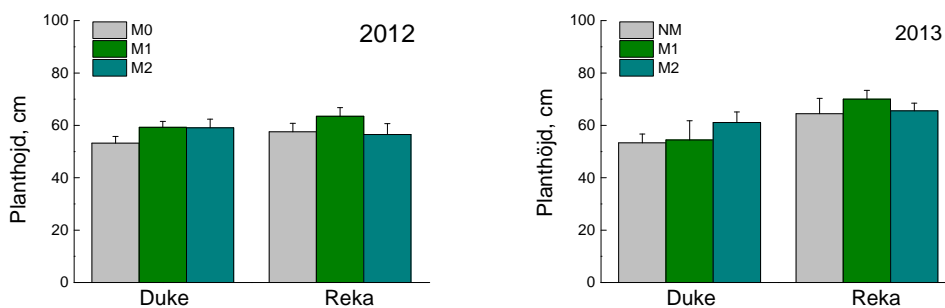 100
80
60
40
20
0
Planthojd, cm
M0
M1
M2
2012
Duke Reka
100
80
60
40
20
0
Planthöjd, cm
NM
M1
M2
2013
Duke Reka